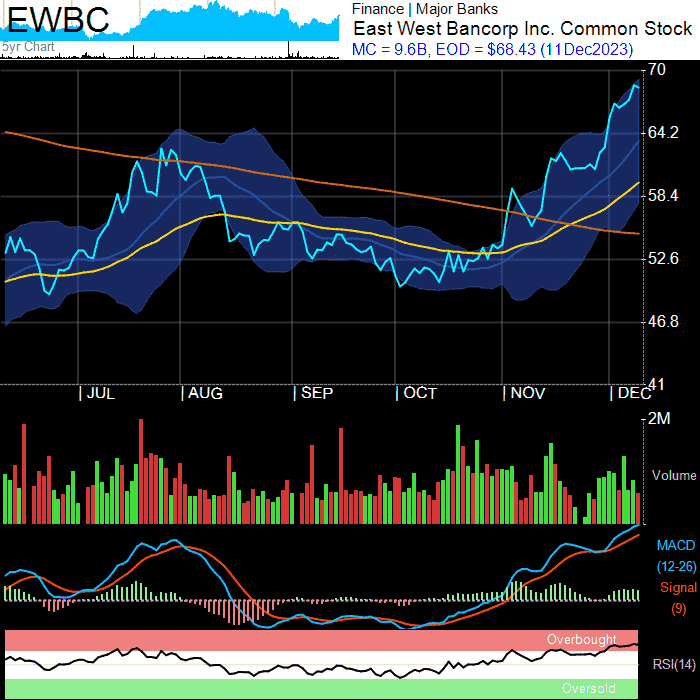 EWBC
5yr Chart
Finance | Major Banks
East West Bancorp Inc. Common Stock
MC = 9.6B, EOD = $68.43 (11Dec2023)
70
64.2
58.4
52.6
46.8
41
| JUL | AUG | SEP | OCT | NOV | DEC
2M
Volume
MACD
(12-26)
Signal
(9)
Overbought
RSI(14)
Oversold